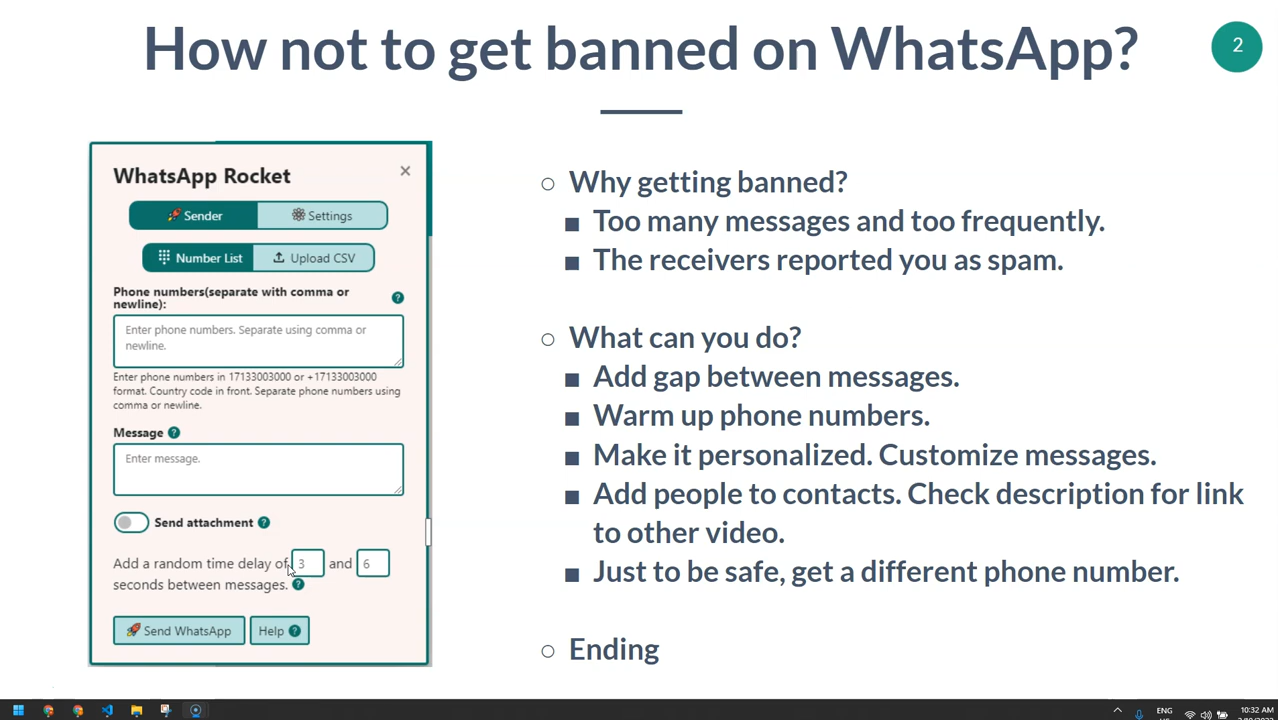 How not to get banned on WhatsApp?
2
WhatsApp Rocket
×
Sender
Settings
Number List
Upload CSV
Phone numbers(separate with comma or
newline):
?
Enter phone numbers. Separate using comma or
newline.
Enter phone numbers in 17133003000 or +17133003000
format. Country code in front. Separate phone numbers using
comma or newline.
Message ?
Enter message.
Send attachment ?
Add a random time delay of 3 and 6
seconds between messages. ?
Send WhatsApp
Help ?
Why getting banned?
Too many messages and too frequently.
The receivers reported you as spam.
What can you do?
Add gap between messages.
Warm up phone numbers.
Make it personalized. Customize messages.
Add people to contacts. Check description for link
to other video.
Just to be safe, get a different phone number.
Ending
ENG
10:32 AM